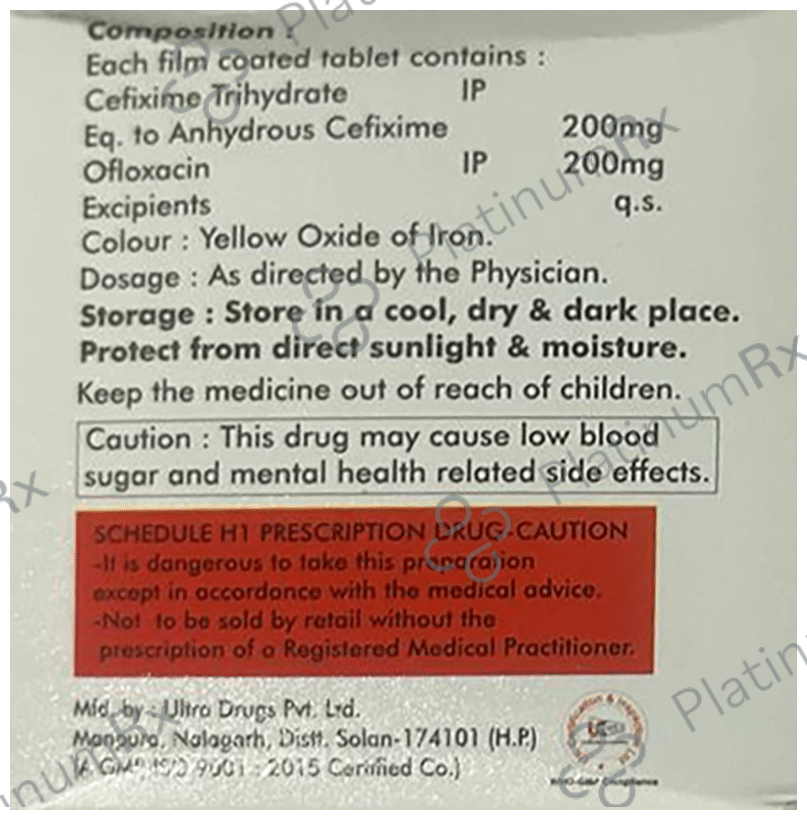 Composition :
Each film coated tablet contains :
Cefixime Trihydrate IP
Eq. to Anhydrous Cefixime 200mg
Ofloxacin IP 200mg
Excipients q.s.
Colour : Yellow Oxide of Iron.
Dosage : As directed by the Physician.
Storage : Store in a cool, dry & dark place.
Protect from direct sunlight & moisture.
Keep the medicine out of reach of children.
Caution : This drug may cause low blood
sugar and mental health related side effects.
SCHEDULE H1 PRESCRIPTION DRUG-CAUTION
-It is dangerous to take this preparation
except in accordance with the medical advice.
-Not to be sold by retail without the
prescription of a Registered Medical Practitioner.
Mfd. by : Ultra Drugs Pvt. Ltd.
Manpura, Nalagarh, Distt. Solan-174101 (H.P.)
(A GMP, ISO 9001 : 2015 Certified Co.)
WHO-GMP Compliance
PlatinumRx
PlatinumRx
PlatinumRx